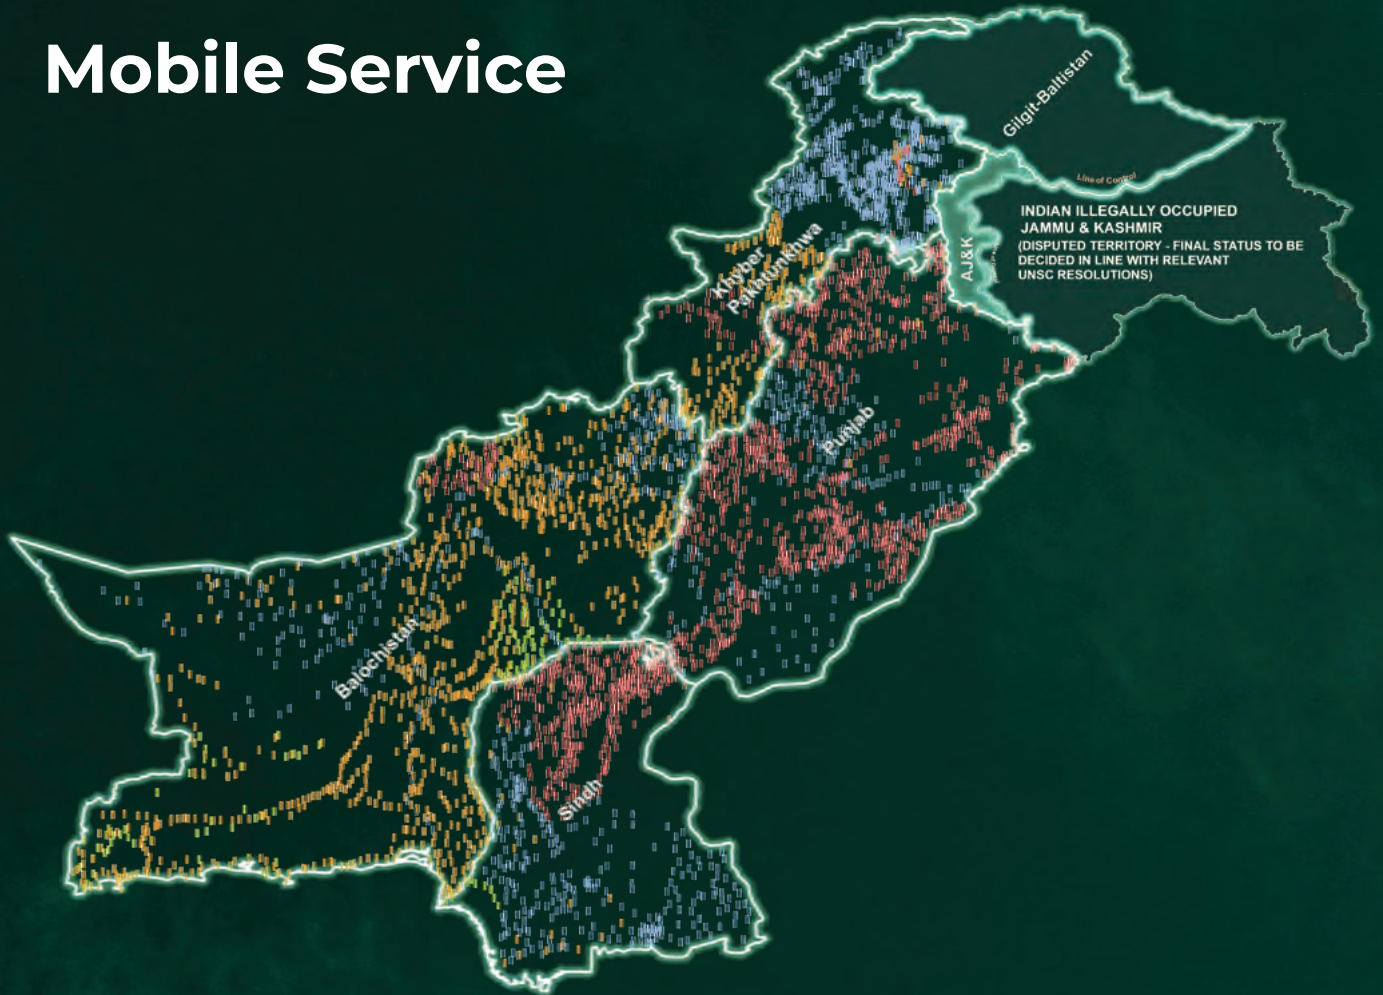 Mobile Service
Gilgit-Baltistan
Line of Control
INDIAN ILLEGALLY OCCUPIED
JAMMU & KASHMIR
(DISPUTED TERRITORY - FINAL STATUS TO BE
DECIDED IN LINE WITH RELEVANT
UNSC RESOLUTIONS)
AJ&K
Khyber
Pakhtunkhwa
Punjab
Balochistan
Sindh